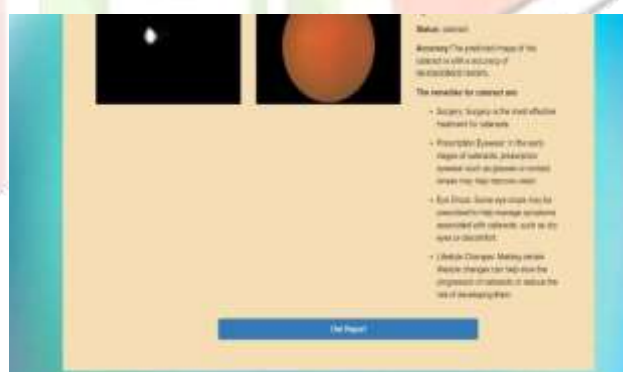 Status: cataract
Accuracy: The predicted image of the
cataract is with a accuracy of
The remedies for cataract are:
• Surgery: Surgery is the most effective
treatment for cataracts.
• Prescription Eyewear: In the early
stages of cataracts, prescription
eyewear such as glasses or contact
lenses may help improve vision.
• Eye Drops: Some eye drops may be
prescribed to help manage symptoms
associated with cataracts, such as dry
eyes or discomfort.
• Lifestyle Changes: Making certain
lifestyle changes can help slow the
progression of cataracts or reduce the
risk of developing them.
Report